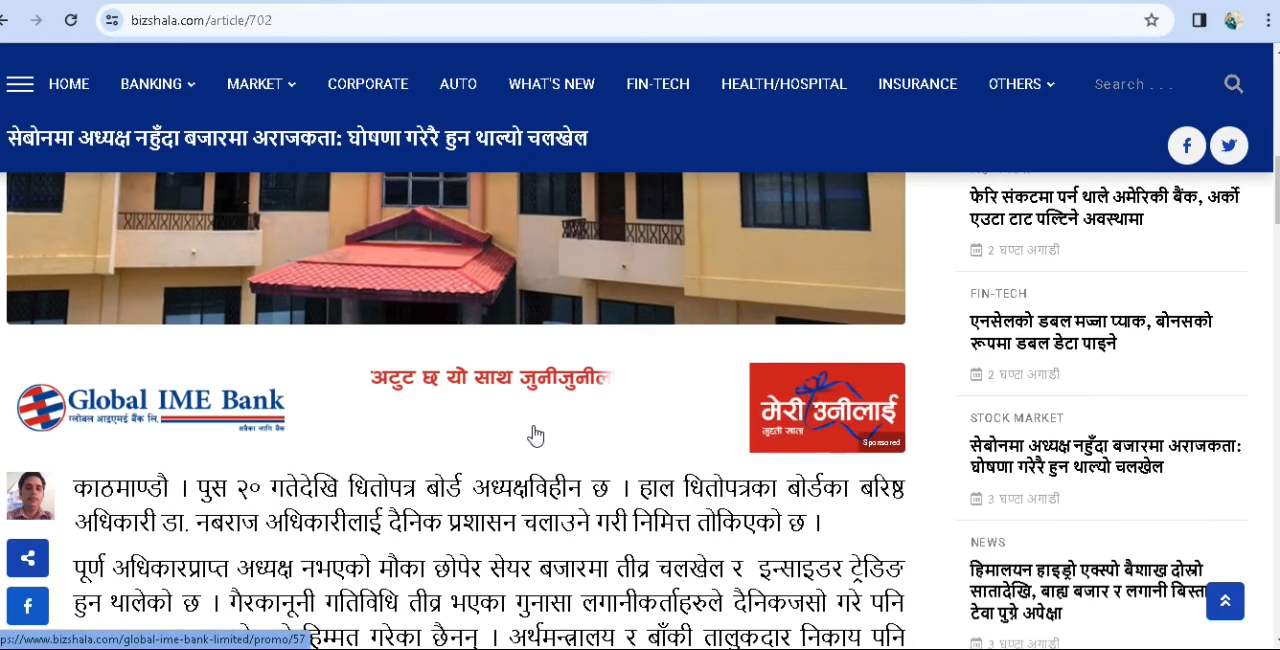 bizshala.com/article/702
HOME
BANKING
MARKET
CORPORATE
AUTO
WHAT'S NEW
FIN-TECH
HEALTH/HOSPITAL
INSURANCE
OTHERS
Search . . .
सेबोनमा अध्यक्ष नहुँदा बजारमा अराजकता: घोषणा गरेरै हुन थाल्यो चलखेल
Global IME Bank
ग्लोबल आइएमई बैंक लि.
सबैका लागि बैंक
अटुट छ यो साथ जुनीजुनील
मेरी उनीलाई
मुद्दती खाता
Sponsored
काठमाण्डौ । पुस २० गतेदेखि धितोपत्र बोर्ड अध्यक्षविहीन छ । हाल धितोपत्रका बोर्डका बरिष्ठ
अधिकारी डा. नबराज अधिकारीलाई दैनिक प्रशासन चलाउने गरी निमित्त तोकिएको छ ।
पूर्ण अधिकारप्राप्त अध्यक्ष नभएको मौका छोपेर सेयर बजारमा तीव्र चलखेल र इन्साइडर ट्रेडिङ
हुन थालेको छ । गैरकानूनी गतिविधि तीव्र भएका गुनासा लगानीकर्ताहरुले दैनिकजसो गरे पनि
हिम्मत गरेका छैनन् । अर्थमन्त्रालय र बाँकी तालुकदार निकाय पनि
ps://www.bizshala.com/global-ime-bank-limited/promo/57
फेरि संकटमा पर्न थाले अमेरिकी बैंक, अर्को
एउटा टाट पल्टिने अवस्थामा
2 घण्टा अगाडी
FIN-TECH
एनसेलको डबल मज्जा प्याक, बोनसको
रूपमा डबल डेटा पाइने
2 घण्टा अगाडी
STOCK MARKET
सेबोनमा अध्यक्ष नहुँदा बजारमा अराजकता:
घोषणा गरेरै हुन थाल्यो चलखेल
3 घण्टा अगाडी
NEWS
हिमालयन हाइड्रो एक्स्पो बैशाख दोस्रो
सातादेखि, बाह्य बजार र लगानी बिस्ता
टेवा पुग्ने अपेक्षा
3 घण्टा अगाडी